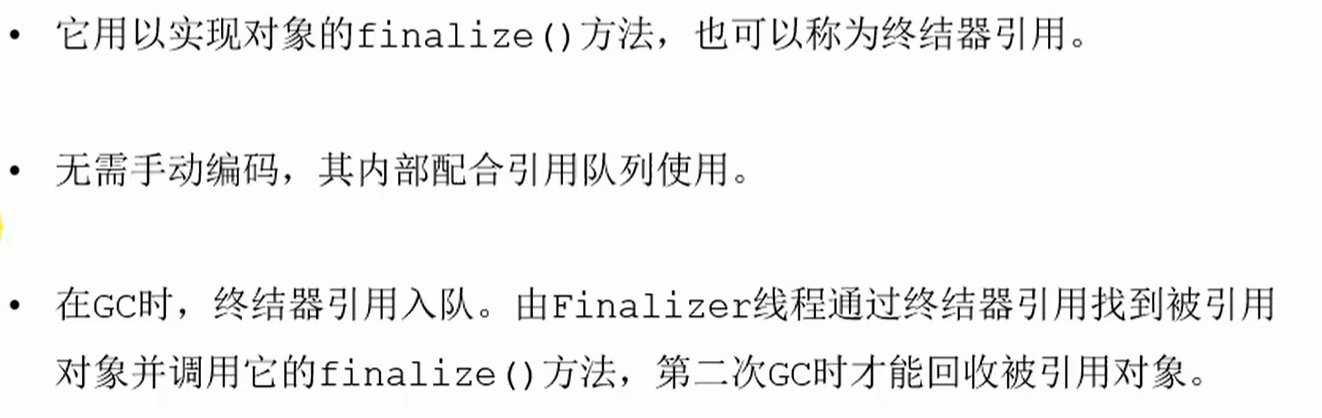 • 它用以实现对象的finalize()方法，也可以称为终结器引用。
• 无需手动编码，其内部配合引用队列使用。
• 在GC时，终结器引用入队。由Finalizer线程通过终结器引用找到被引用
对象并调用它的finalize()方法，第二次GC时才能回收被引用对象。